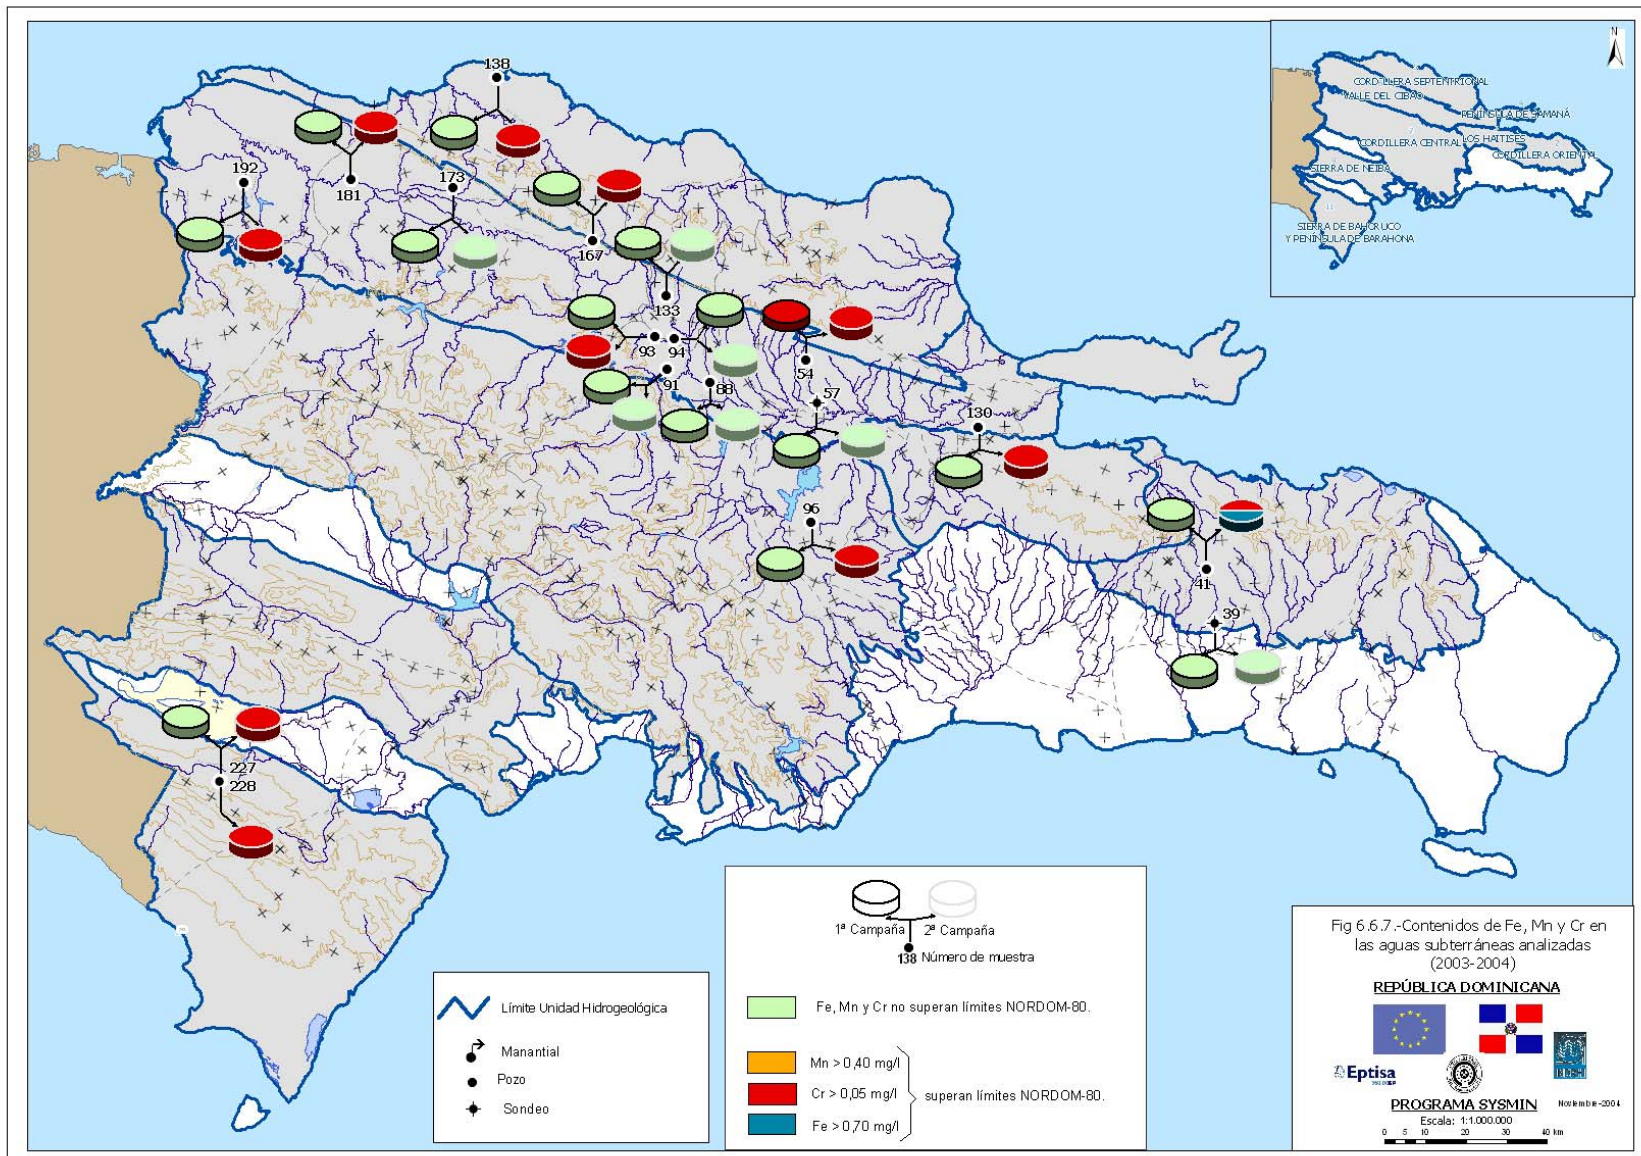 138
192
181
173
167
133
93
94
91
88
54
57
130
96
41
39
227
228
N
CORDILLERA SEPTENTRIONAL
VALLE DEL CIBAO
PENÍNSULA DE SAMANÁ
LOS HAITISES
CORDILLERA CENTRAL
CORDILLERA ORIENTAL
SIERRA DE NEIBA
SIERRA DE BAHORUCO
Y PENÍNSULA DE BARAHONA
Límite Unidad Hidrogeológica
Manantial
Pozo
Sondeo
1ª Campaña 2ª Campaña
138 Número de muestra
Fe, Mn y Cr no superan límites NORDOM-80.
Mn > 0,40 mg/l
Cr > 0,05 mg/l superan límites NORDOM-80.
Fe > 0,70 mg/l
Fig 6.6.7.-Contenidos de Fe, Mn y Cr en
las aguas subterráneas analizadas
(2003-2004)
REPÚBLICA DOMINICANA
Eptisa
PROGRAMA SYSMIN
Noviembre-2004
Escala: 1:1.000.000
0 5 10 20 30 40 km